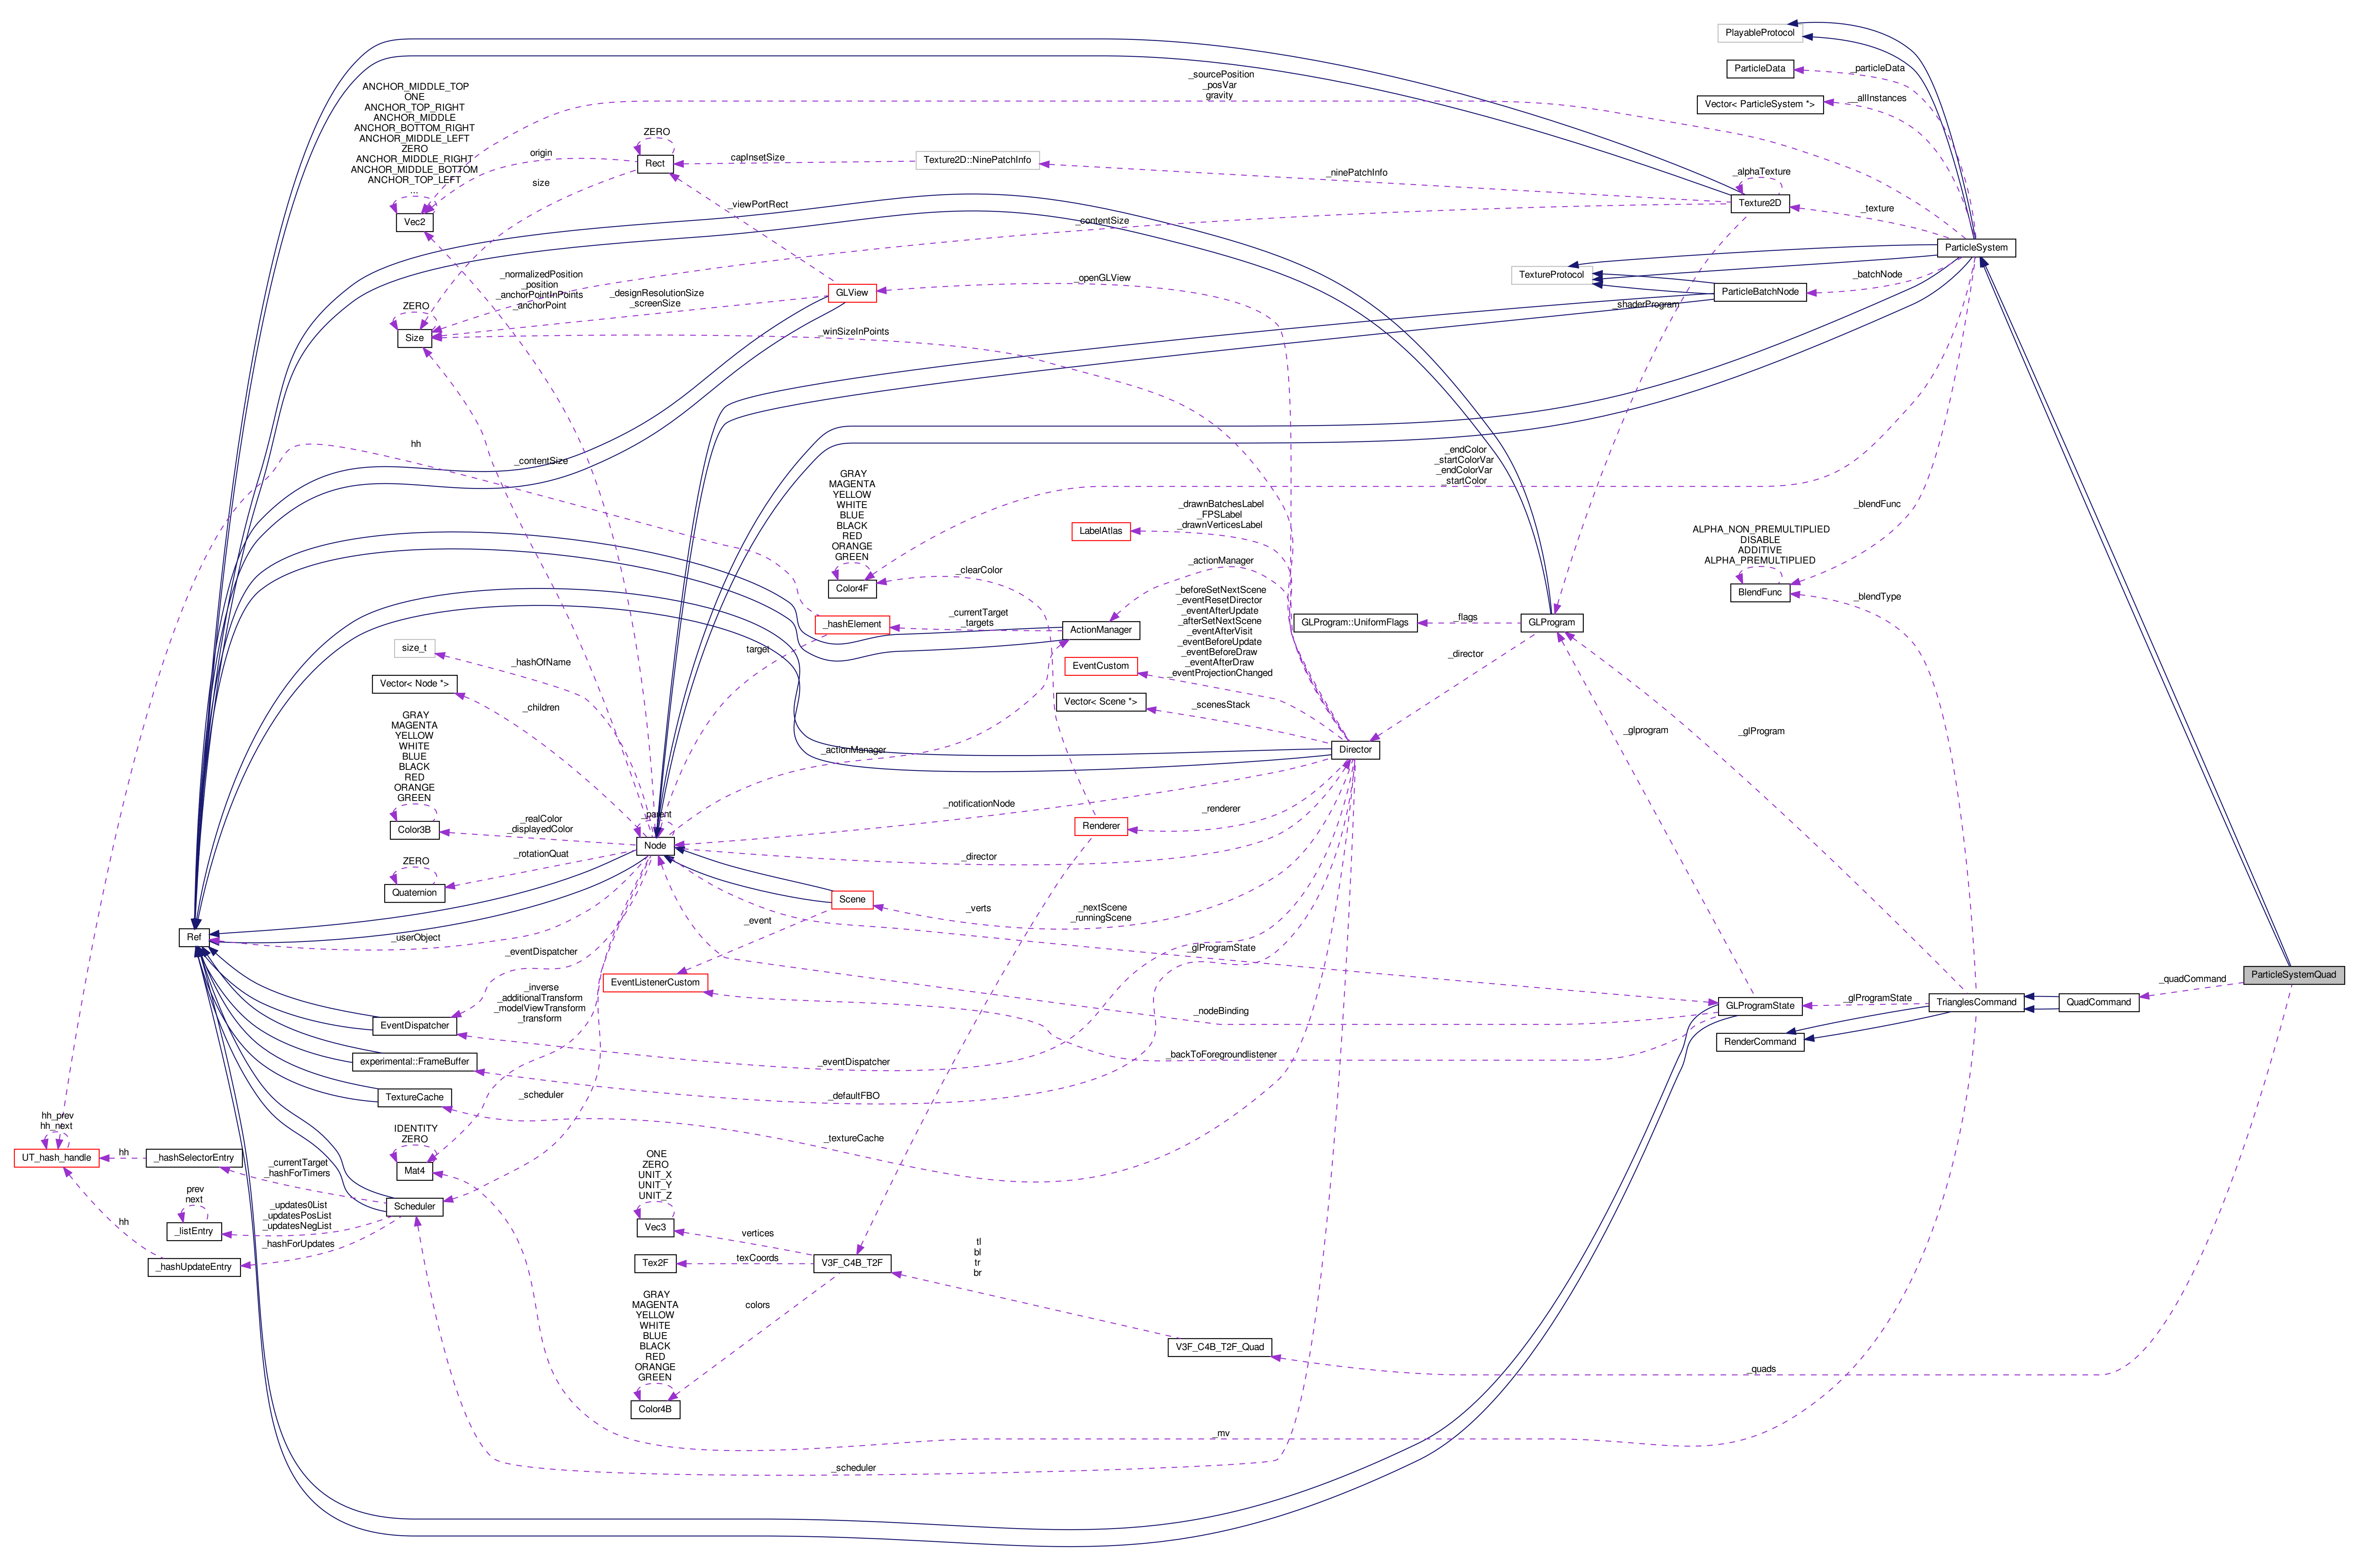 PlayableProtocol
ParticleData
_particleData
Vector< ParticleSystem *>
__allInstances
_sourcePosition
_posVar
gravity
ANCHOR_MIDDLE_TOP
ONE
ANCHOR_TOP_RIGHT
ANCHOR_MIDDLE
ANCHOR_BOTTOM_RIGHT
ANCHOR_MIDDLE_LEFT
ZERO
ANCHOR_MIDDLE_RIGHT
ANCHOR_MIDDLE_BOTTOM
ANCHOR_TOP_LEFT
...
Vec2
ZERO
Rect
origin
size
capInsetSize
Texture2D::NinePatchInfo
_ninePatchInfo
_alphaTexture
Texture2D
_texture
_viewPortRect
_contentSize
ParticleSystem
TextureProtocol
_batchNode
ParticleBatchNode
_shaderProgram
_openGLView
GLView
_normalizedPosition
_position
_anchorPointInPoints
_anchorPoint
_designResolutionSize
_screenSize
ZERO
Size
_winSizeInPoints
hh
_contentSize
_endColor
_startColorVar
_endColorVar
_startColor
GRAY
MAGENTA
YELLOW
WHITE
BLUE
BLACK
RED
ORANGE
GREEN
Color4F
_drawnBatchesLabel
_FPSLabel
_drawnVerticesLabel
LabelAtlas
_blendFunc
ALPHA_NON_PREMULTIPLIED
DISABLE
ADDITIVE
ALPHA_PREMULTIPLIED
BlendFunc
_blendType
_clearColor
_actionManager
_beforeSetNextScene
_eventResetDirector
_eventAfterUpdate
_afterSetNextScene
_eventAfterVisit
_eventBeforeUpdate
_eventBeforeDraw
_eventAfterDraw
_eventProjectionChanged
_hashElement
_currentTarget
_targets
ActionManager
GLProgram::UniformFlags
_flags
GLProgram
size_t
_hashOfName
target
EventCustom
_director
Vector< Node *>
_children
Vector< Scene *>
_scenesStack
GRAY
MAGENTA
YELLOW
WHITE
BLUE
BLACK
RED
ORANGE
GREEN
Color3B
_actionManager
Director
_glprogram
_glProgram
_realColor
_displayedColor
_parent
Node
_notificationNode
Renderer
_renderer
ZERO
_rotationQuat
Quaternion
_director
Scene
_verts
_nextScene
_runningScene
_event
Ref
_userObject
_eventDispatcher
_glProgramState
EventListenerCustom
ParticleSystemQuad
_quadCommand
_inverse
_additionalTransform
_modelViewTransform
_transform
EventDispatcher
_nodeBinding
GLProgramState
_glProgramState
TrianglesCommand
QuadCommand
RenderCommand
experimental::FrameBuffer
_eventDispatcher
_backToForegroundlistener
TextureCache
_scheduler
_defaultFBO
hh_prev
hh_next
UT_hash_handle
hh
_hashSelectorEntry
IDENTITY
ZERO
Mat4
_textureCache
_currentTarget
_hashForTimers
prev
next
_listEntry
_updates0List
_updatesPosList
_updatesNegList
Scheduler
hh
_hashForUpdates
_hashUpdateEntry
ONE
ZERO
UNIT_X
UNIT_Y
UNIT_Z
Vec3
vertices
Tex2F
texCoords
V3F_C4B_T2F
tl
bl
tr
br
GRAY
MAGENTA
YELLOW
WHITE
BLUE
BLACK
RED
ORANGE
GREEN
Color4B
colors
V3F_C4B_T2F_Quad
_quads
_mv
_scheduler